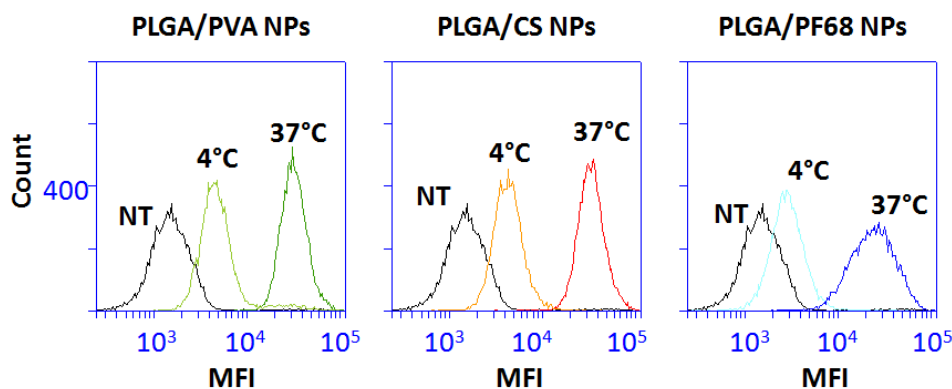 PLGA/PVA NPs
PLGA/CS NPs
PLGA/PF68 NPs
Count
400
NT
4°C
37°C
NT
4°C
37°C
NT
4°C
37°C
10³ 10⁴ 10⁵
10³ 10⁴ 10⁵
10³ 10⁴ 10⁵
MFI
MFI
MFI